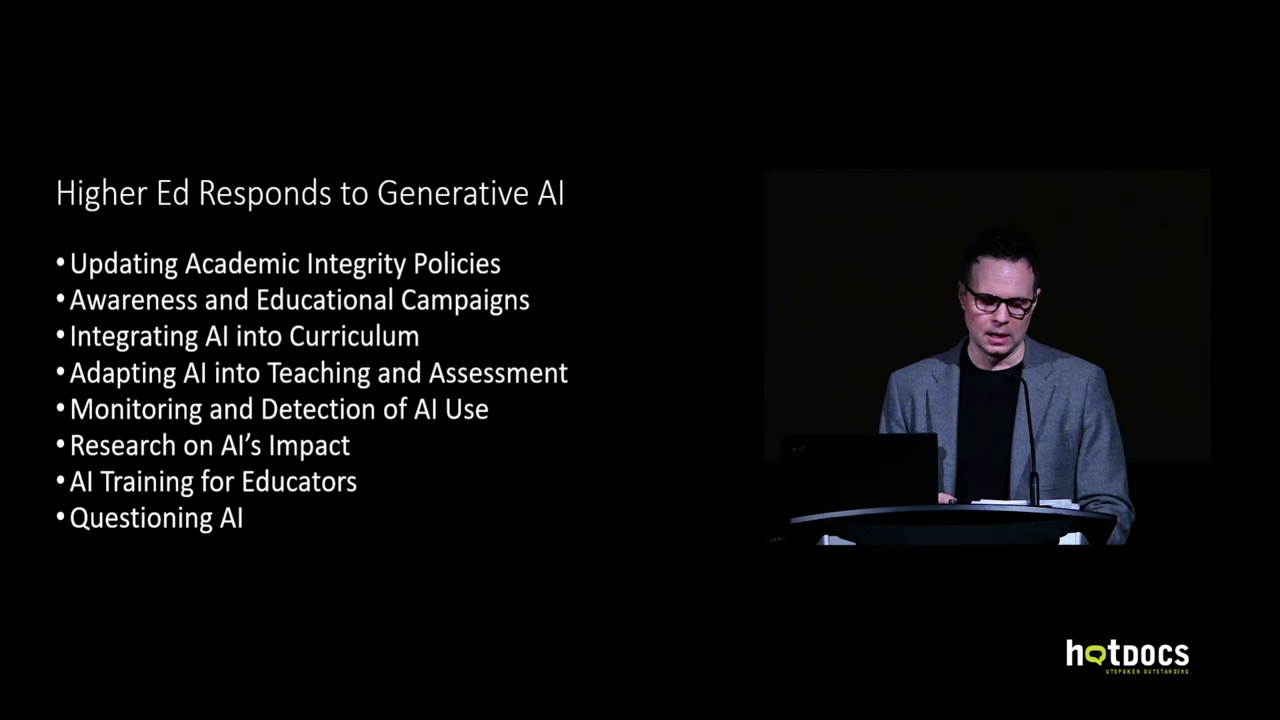 Higher Ed Responds to Generative AI
•Updating Academic Integrity Policies
•Awareness and Educational Campaigns
•Integrating AI into Curriculum
•Adapting AI into Teaching and Assessment
•Monitoring and Detection of AI Use
•Research on AI’s Impact
•AI Training for Educators
•Questioning AI
hotDOCS
OUTSPOKEN OUTSTANDING.